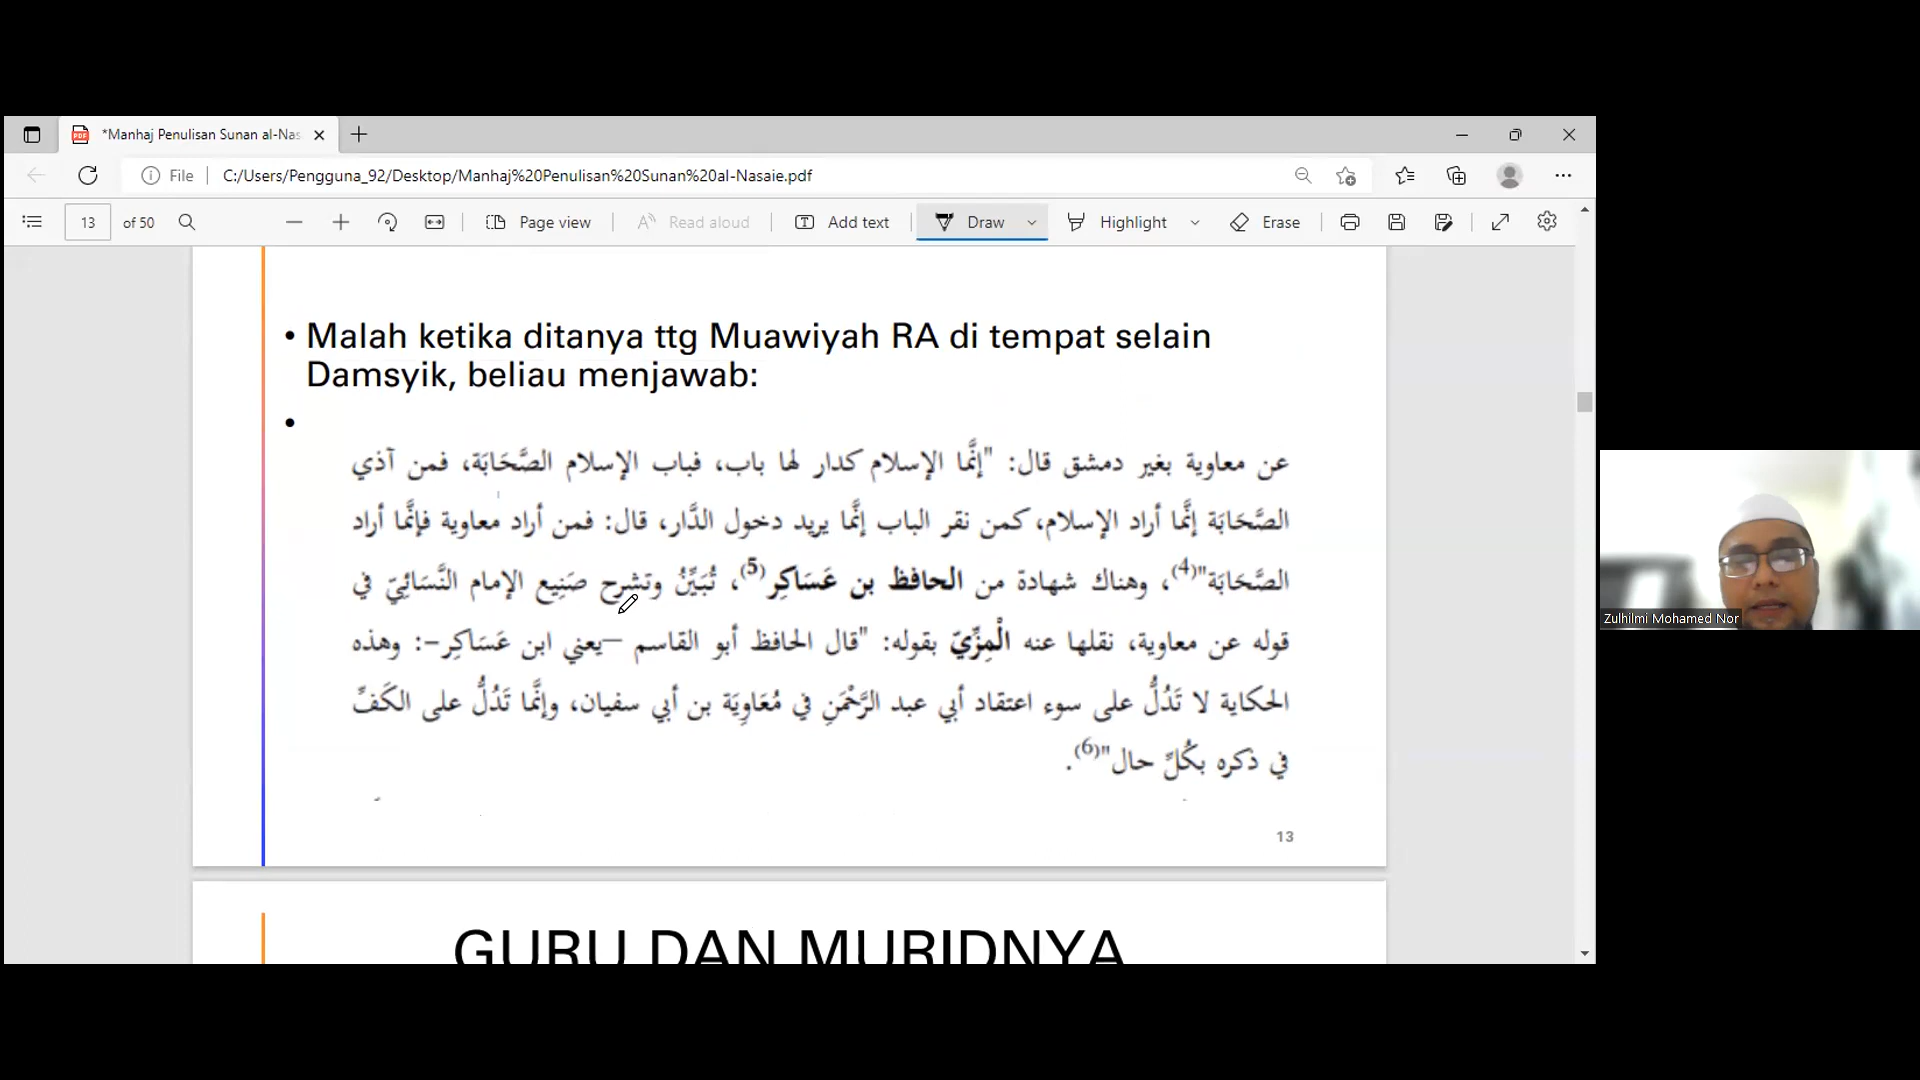 *Manhaj Penulisan Sunan al-Nas
File
C:/Users/Pengguna_92/Desktop/Manhaj%20Penulisan%20Sunan%20al-Nasaie.pdf
13 of 50
Page view
Read aloud
Add text
Draw
Highlight
Erase
• Malah ketika ditanya ttg Muawiyah RA di tempat selain
Damsyik, beliau menjawab:
•
عن معاوية بغير دمشق قال: "إنَّما الإسلام كدار لها باب، فباب الإسلام الصَّحَابَة، فمن آذي
الصَّحَابَة إنَّما أراد الإسلام، كمن نقر الباب إنَّما يريد دخول الدَّار، قال: فمن أراد معاوية فإنَّما أراد
الصَّحَابَة"(4)، وهناك شهادة من الحافظ بن عَسَاكِر(5)، تُبَيِّنُ وتشرح صَنِيع الإمام النَّسَائِيّ في
قوله عن معاوية، نقلها عنه الْمِزِّيّ بقوله: "قال الحافظ أبو القاسم –يعني ابن عَسَاكِر–: وهذه
الحكاية لا تَدُلُّ على سوء اعتقاد أبي عبد الرَّحْمَنِ في مُعَاوِيَة بن أبي سفيان، وإنَّما تَدُلُّ على الكَفِّ
في ذكره بكُلِّ حال"(6).
13
GURU DAN MURIDNYA
Zulhilmi Mohamed Nor